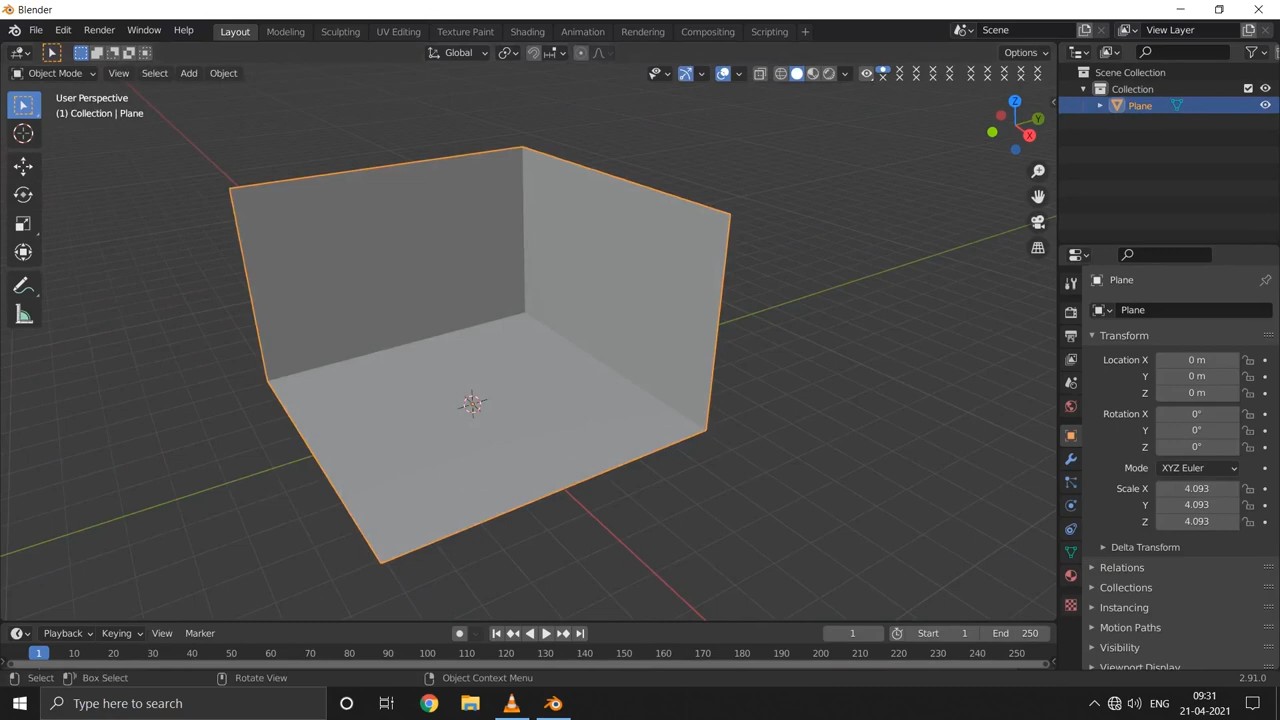 Blender
File Edit Render Window Help
Layout Modeling Sculpting UV Editing Texture Paint Shading Animation Rendering Compositing Scripting +
Scene
View Layer
Global
Options
Object Mode View Select Add Object
User Perspective
(1) Collection | Plane
Z
Y
X
Scene Collection
Collection
Plane
Plane
Plane
Transform
Location X 0 m
Y 0 m
Z 0 m
Rotation X 0°
Y 0°
Z 0°
Mode XYZ Euler
Scale X 4.093
Y 4.093
Z 4.093
Delta Transform
Relations
Collections
Instancing
Motion Paths
Visibility
Viewport Display
Playback Keying View Marker
1
Start 1 End 250
1 10 20 30 40 50 60 70 80 90 100 110 120 130 140 150 160 170 180 190 200 210 220 230 240 250
Select Box Select Rotate View Object Context Menu 2.91.0
Type here to search
ENG
09:31
21-04-2021